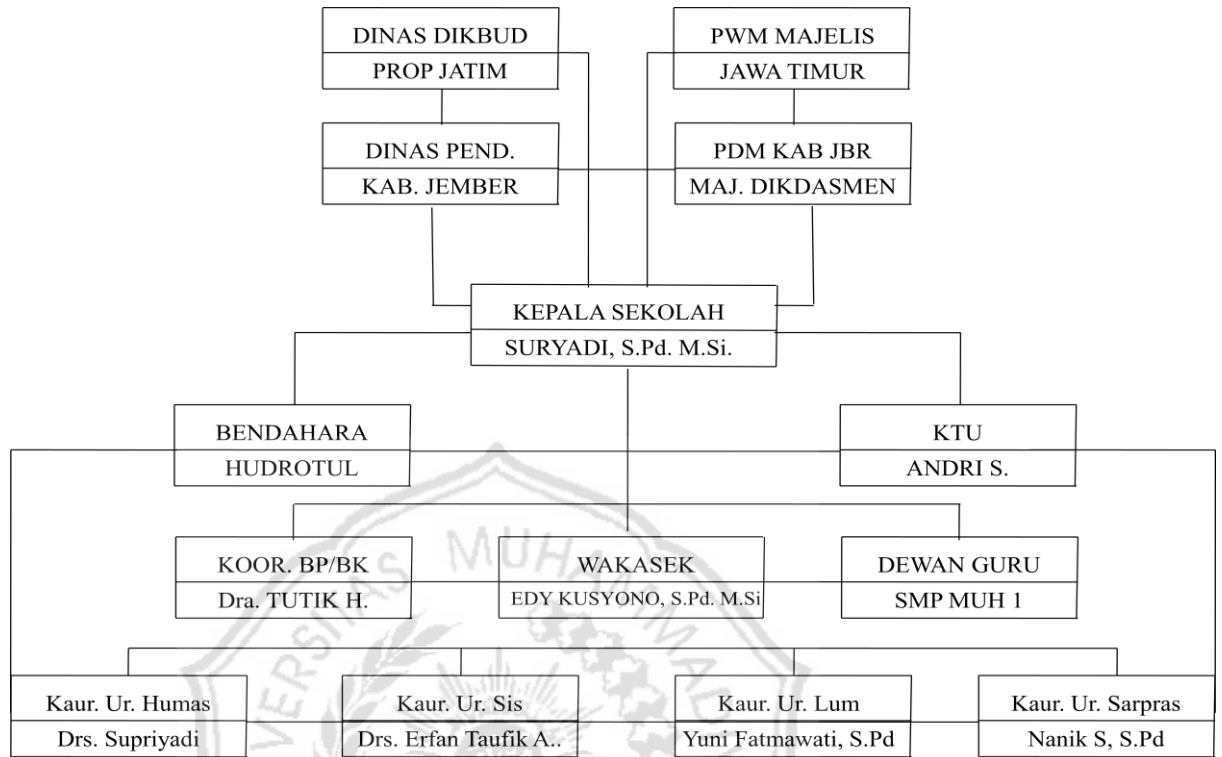 DINAS DIKBUD
PROP JATIM
PWM MAJELIS
JAWA TIMUR
DINAS PEND.
KAB. JEMBER
PDM KAB JBR
MAJ. DIKDASMEN
KEPALA SEKOLAH
SURYADI, S.Pd. M.Si.
BENDAHARA
HUDROTUL
KTU
ANDRI S.
KOOR. BP/BK
Dra. TUTIK H.
WAKASEK
EDY KUSYONO, S.Pd. M.Si
DEWAN GURU
SMP MUH 1
Kaur. Ur. Humas
Drs. Supriyadi
Kaur. Ur. Sis
Drs. Erfan Taufik A..
Kaur. Ur. Lum
Yuni Fatmawati, S.Pd
Kaur. Ur. Sarpras
Nanik S, S.Pd